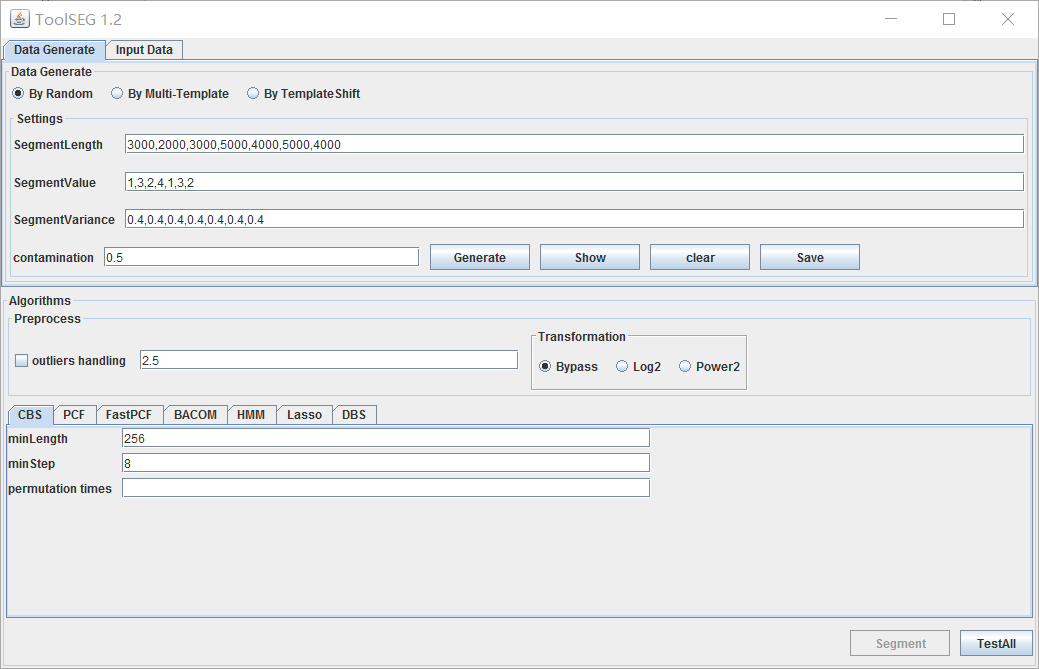 ToolSEG 1.2
Data Generate Input Data
Data Generate
By Random By Multi-Template By TemplateShift
Settings
SegmentLength 3000,2000,3000,5000,4000,5000,4000
SegmentValue 1,3,2,4,1,3,2
SegmentVariance 0.4,0.4,0.4,0.4,0.4,0.4,0.4
contamination 0.5 Generate Show clear Save
Algorithms
Preprocess
Transformation
outliers handling 2.5 Bypass Log2 Power2
CBS PCF FastPCF BACOM HMM Lasso DBS
minLength 256
minStep 8
permutation times
Segment TestAll